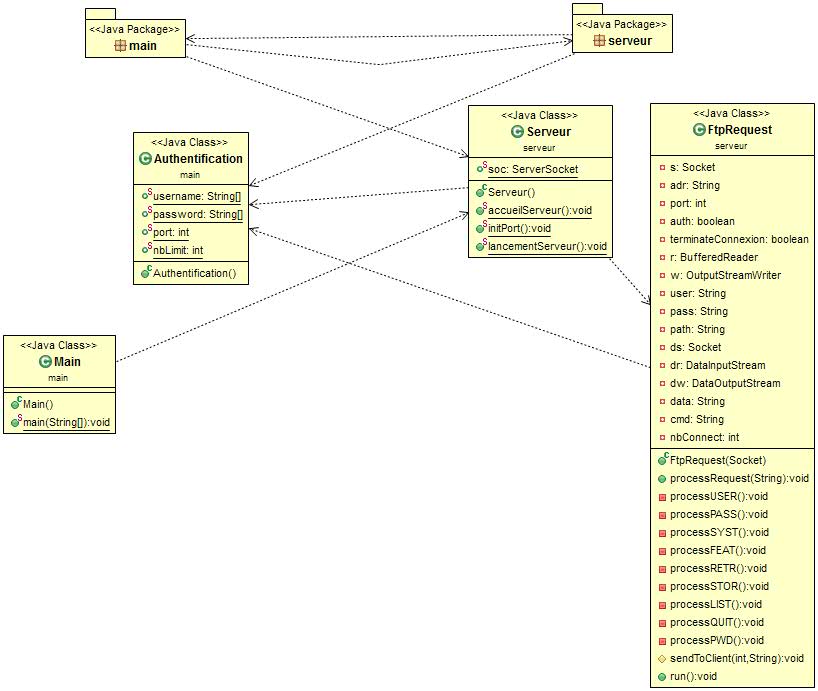 <<Java Package>>
main
<<Java Package>>
serveur
<<Java Class>>
Authentification
main
S
username: String[]
S
password: String[]
S
port: int
S
nbLimit: int
C
Authentification()
<<Java Class>>
Serveur
serveur
S
soc: ServerSocket
C
Serveur()
S
accueilServeur():void
S
initPort():void
S
lancementServeur():void
<<Java Class>>
Main
main
C
Main()
S
main(String[]):void
<<Java Class>>
FtpRequest
serveur
s: Socket
adr: String
port: int
auth: boolean
terminateConnexion: boolean
r: BufferedReader
w: OutputStreamWriter
user: String
pass: String
path: String
ds: Socket
dr: DataInputStream
dw: DataOutputStream
data: String
cmd: String
nbConnect: int
C
FtpRequest(Socket)
processRequest(String):void
processUSER():void
processPASS():void
processSYST():void
processFEAT():void
processRETR():void
processSTOR():void
processLIST():void
processQUIT():void
processPWD():void
sendToClient(int,String):void
run():void